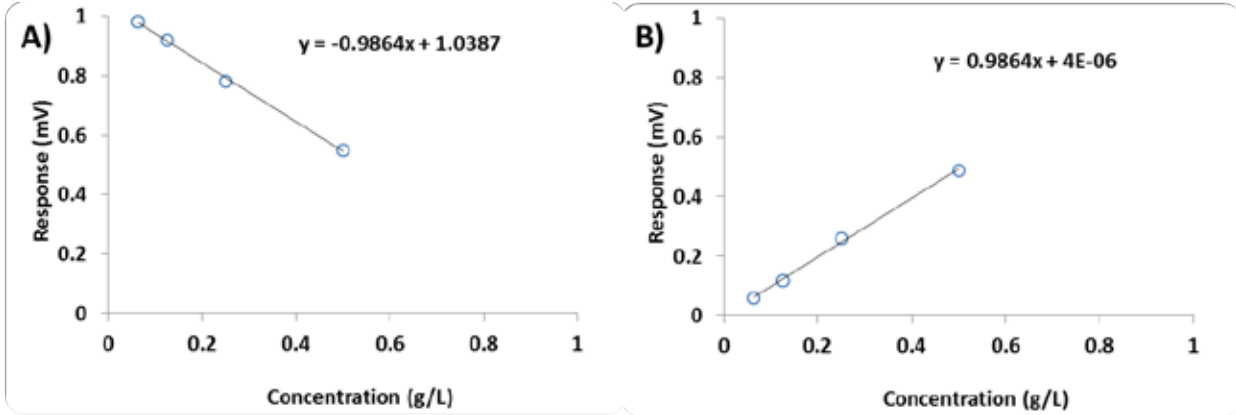 A)
y = -0.9864x + 1.0387
Response (mV)
1
0.8
0.6
0.4
0.2
0
0 0.2 0.4 0.6 0.8 1
Concentration (g/L)
B)
y = 0.9864x + 4E-06
Response (mV)
1
0.8
0.6
0.4
0.2
0
0 0.2 0.4 0.6 0.8 1
Concentration (g/L)